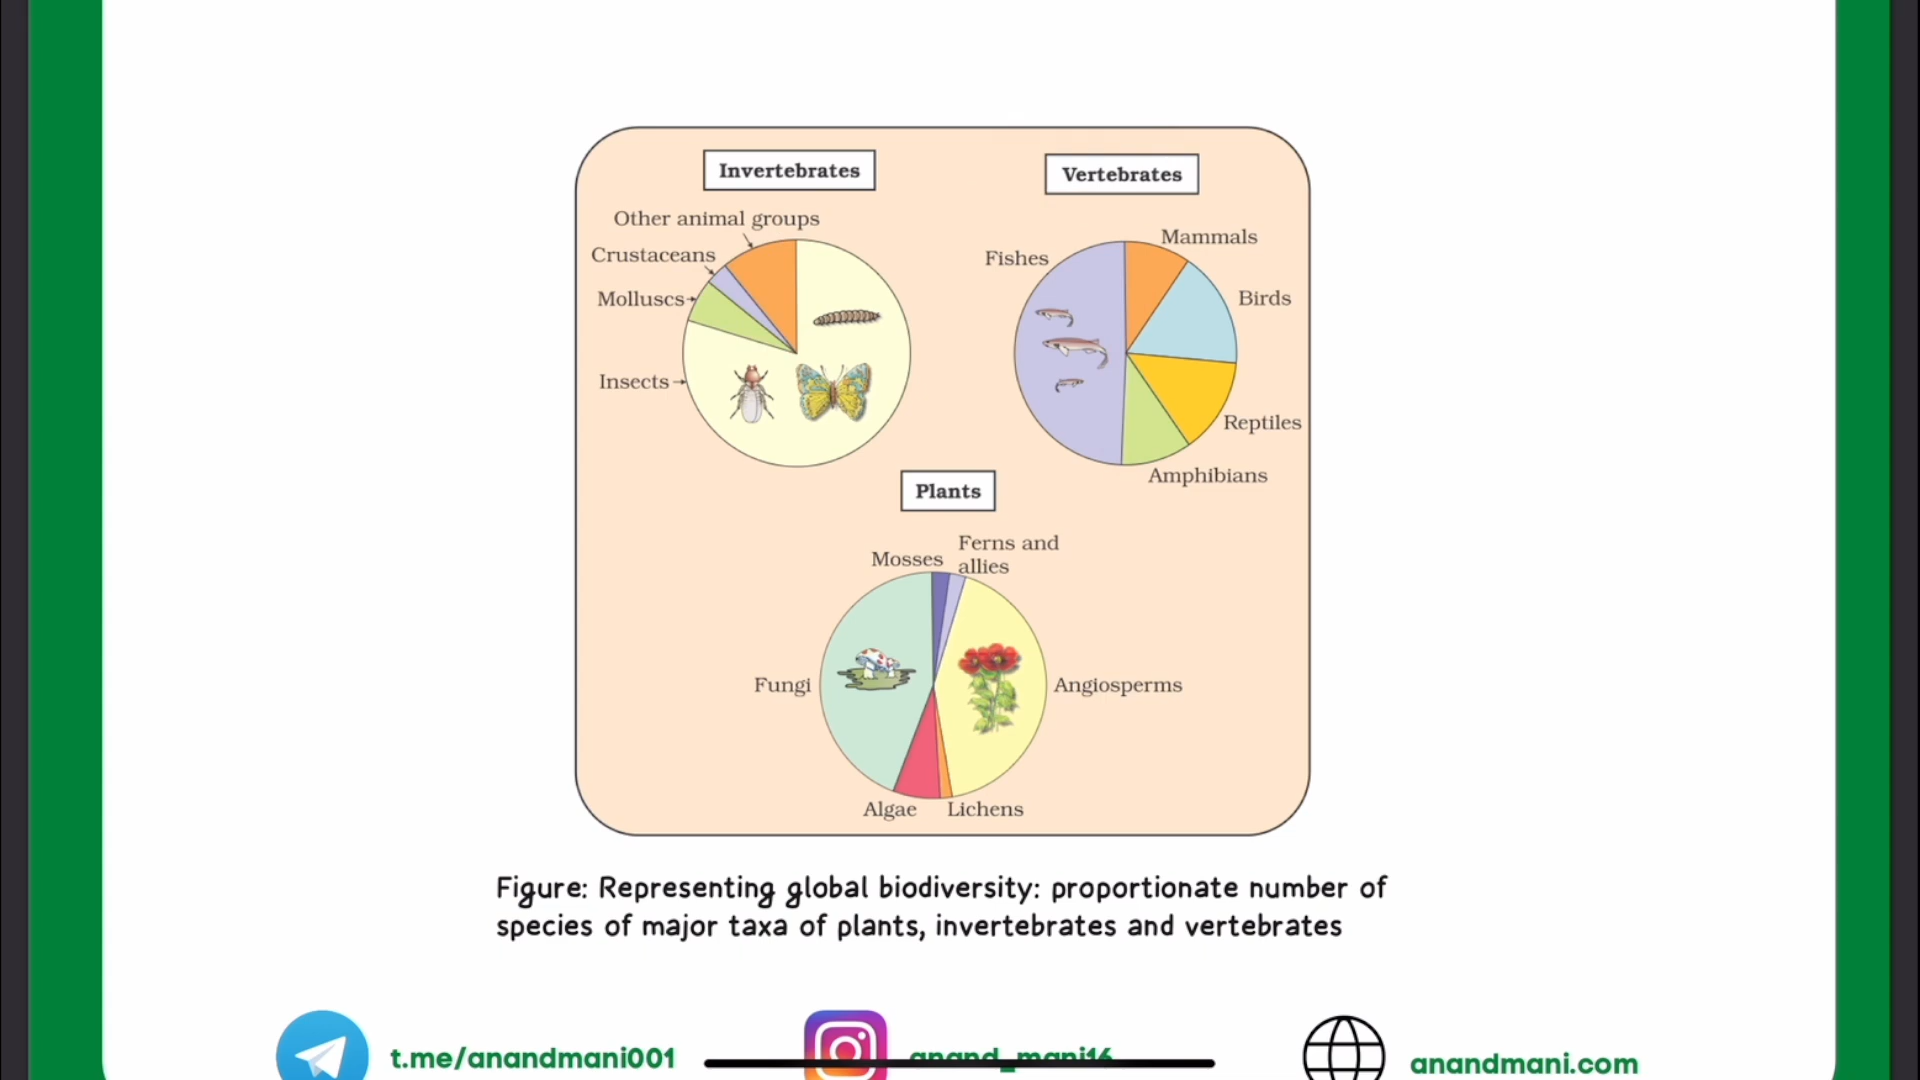 Invertebrates
Vertebrates
Other animal groups
Crustaceans
Molluscs
Insects
Mammals
Fishes
Birds
Reptiles
Amphibians
Plants
Mosses
Ferns and
allies
Fungi
Angiosperms
Algae
Lichens
Figure: Representing global biodiversity: proportionate number of
species of major taxa of plants, invertebrates and vertebrates
t.me/anandmani001
anand_mani16
anandmani.com